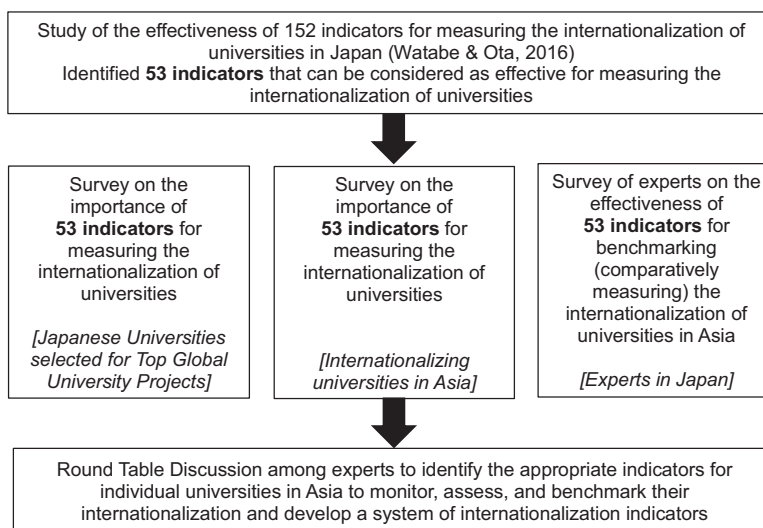 Study of the effectiveness of 152 indicators for measuring the internationalization of
universities in Japan (Watabe & Ota, 2016)
Identified 53 indicators that can be considered as effective for measuring the
internationalization of universities
Survey on the
importance of
53 indicators for
measuring the
internationalization of
universities
[Japanese Universities
selected for Top Global
University Projects]
Survey on the
importance of
53 indicators for
measuring the
internationalization of
universities
[Internationalizing
universities in Asia]
Survey of experts on the
effectiveness of
53 indicators for
benchmarking
(comparatively
measuring) the
internationalization of
universities in Asia
[Experts in Japan]
Round Table Discussion among experts to identify the appropriate indicators for
individual universities in Asia to monitor, assess, and benchmark their
internationalization and develop a system of internationalization indicators